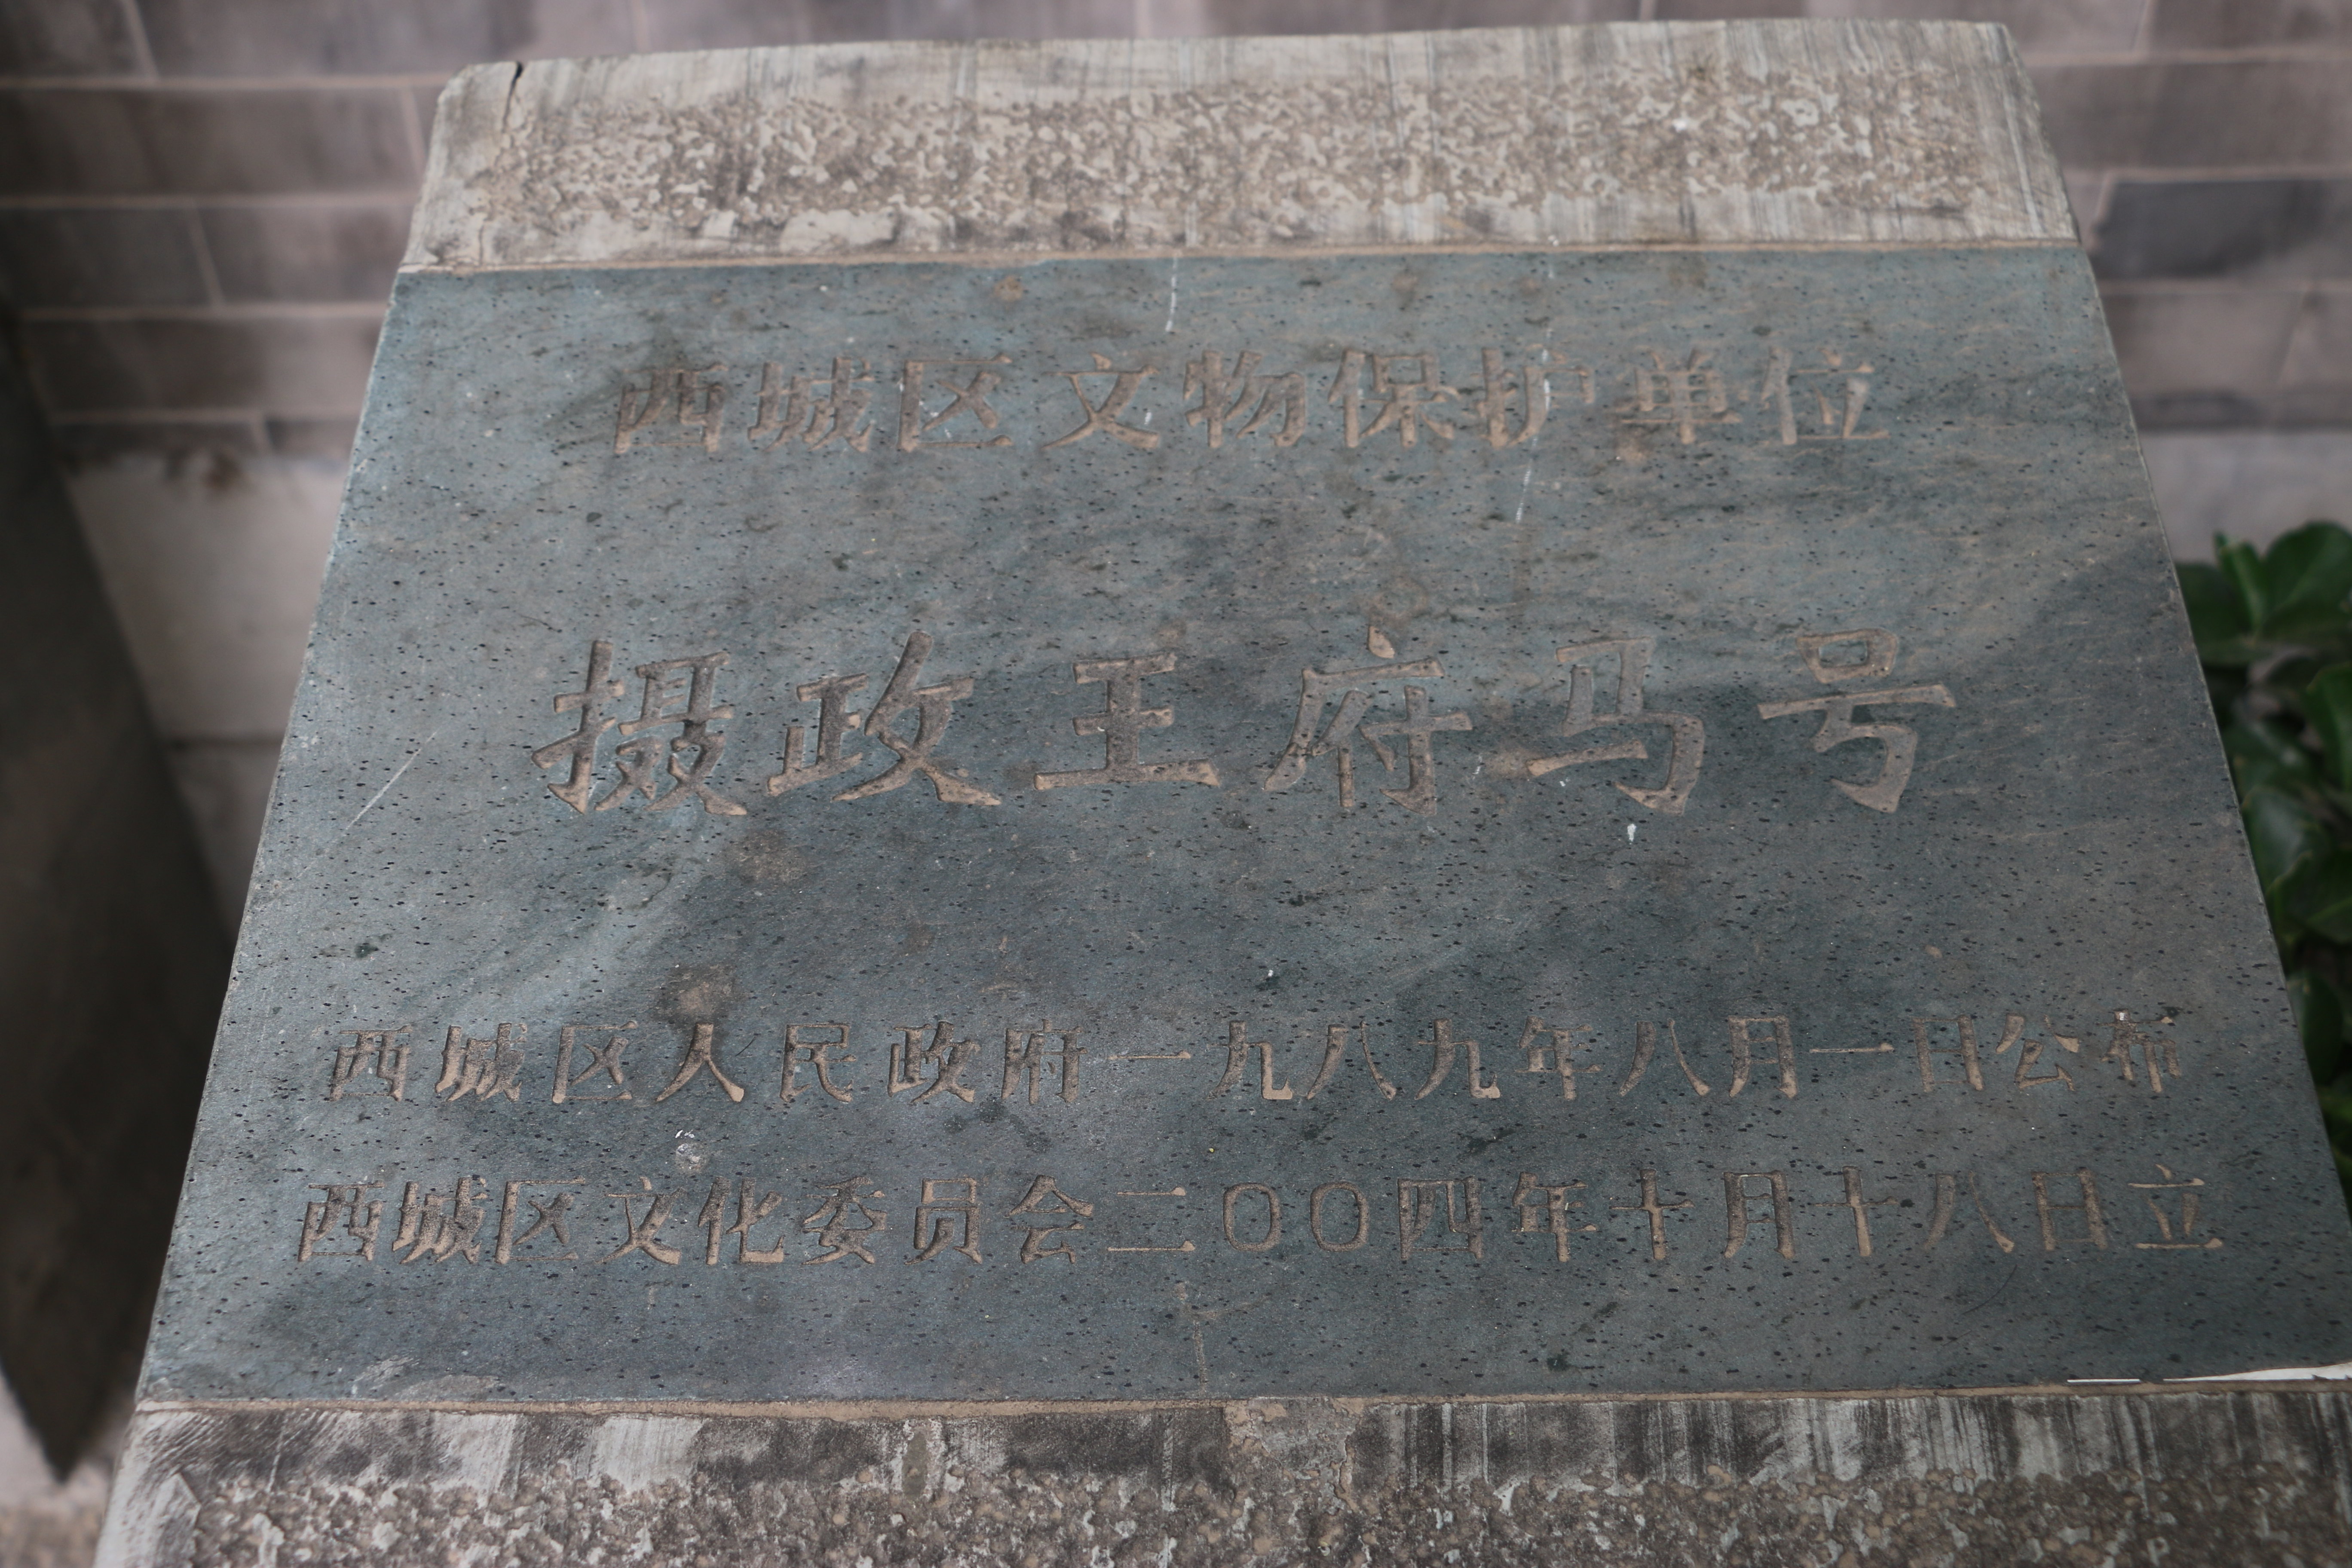 西城区文物保护单位
摄政王府马号
西城区人民政府一九八九年八月一日公布
西城区文化委员会二〇〇四年十月十八日立